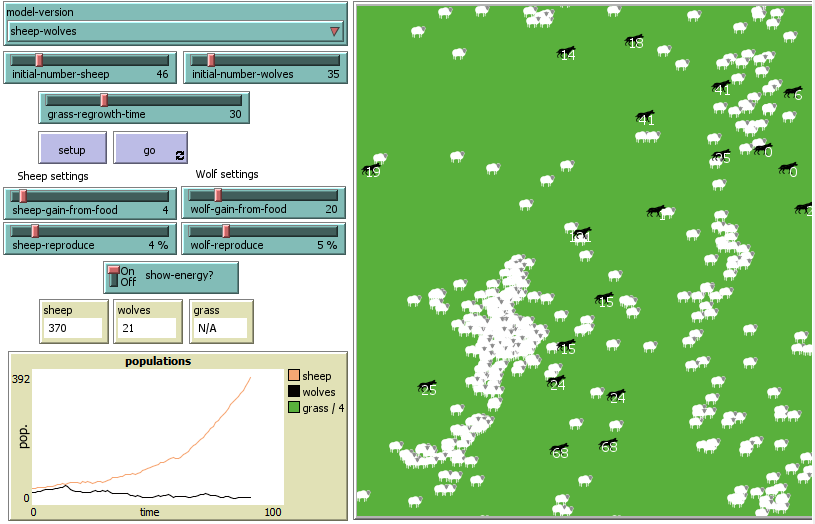 model-version
sheep-wolves
initial-number-sheep 46
initial-number-wolves 35
grass-regrowth-time 30
setup
go
Sheep settings
Wolf settings
sheep-gain-from-food 4
wolf-gain-from-food 20
sheep-reproduce 4 %
wolf-reproduce 5 %
On
Off
show-energy?
sheep
370
wolves
21
grass
N/A
populations
392
pop.
0
0
time
100
sheep
wolves
grass / 4
18
14
41
6
41
35
0
19
0
1
15
15
24
25
24
68
68